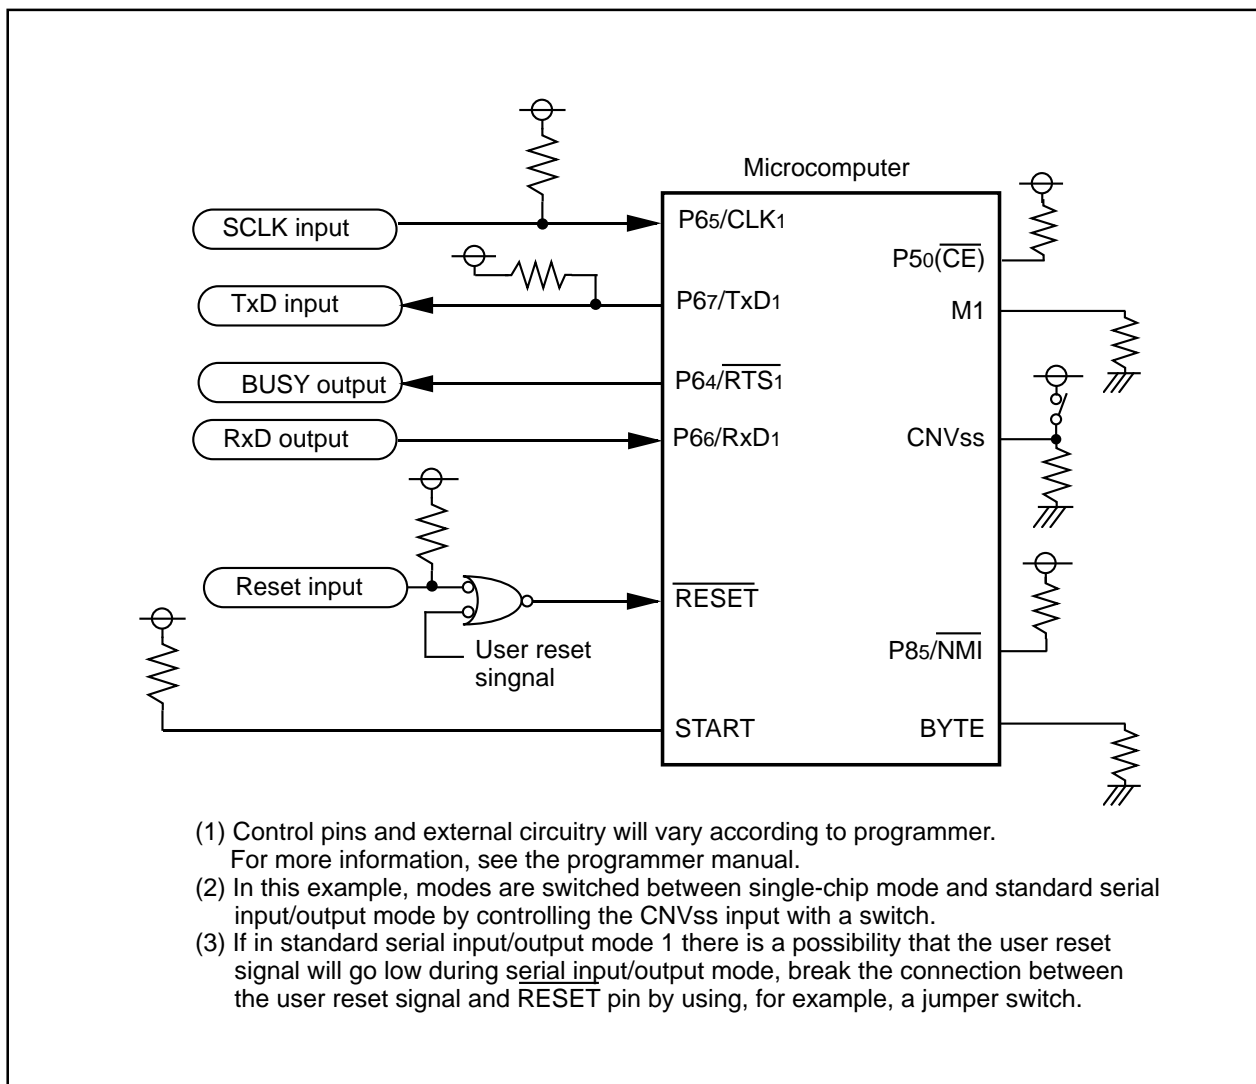 Microcomputer
SCLK input
P65/CLK1
P50(CE)
TxD input
P67/TxD1
M1
BUSY output
P64/RTS1
RxD output
P66/RxD1
CNVss
Reset input
RESET
User reset
singnal
P85/NMI
START
BYTE
(1) Control pins and external circuitry will vary according to programmer.
For more information, see the programmer manual.
(2) In this example, modes are switched between single-chip mode and standard serial
input/output mode by controlling the CNVss input with a switch.
(3) If in standard serial input/output mode 1 there is a possibility that the user reset
signal will go low during serial input/output mode, break the connection between
the user reset signal and RESET pin by using, for example, a jumper switch.